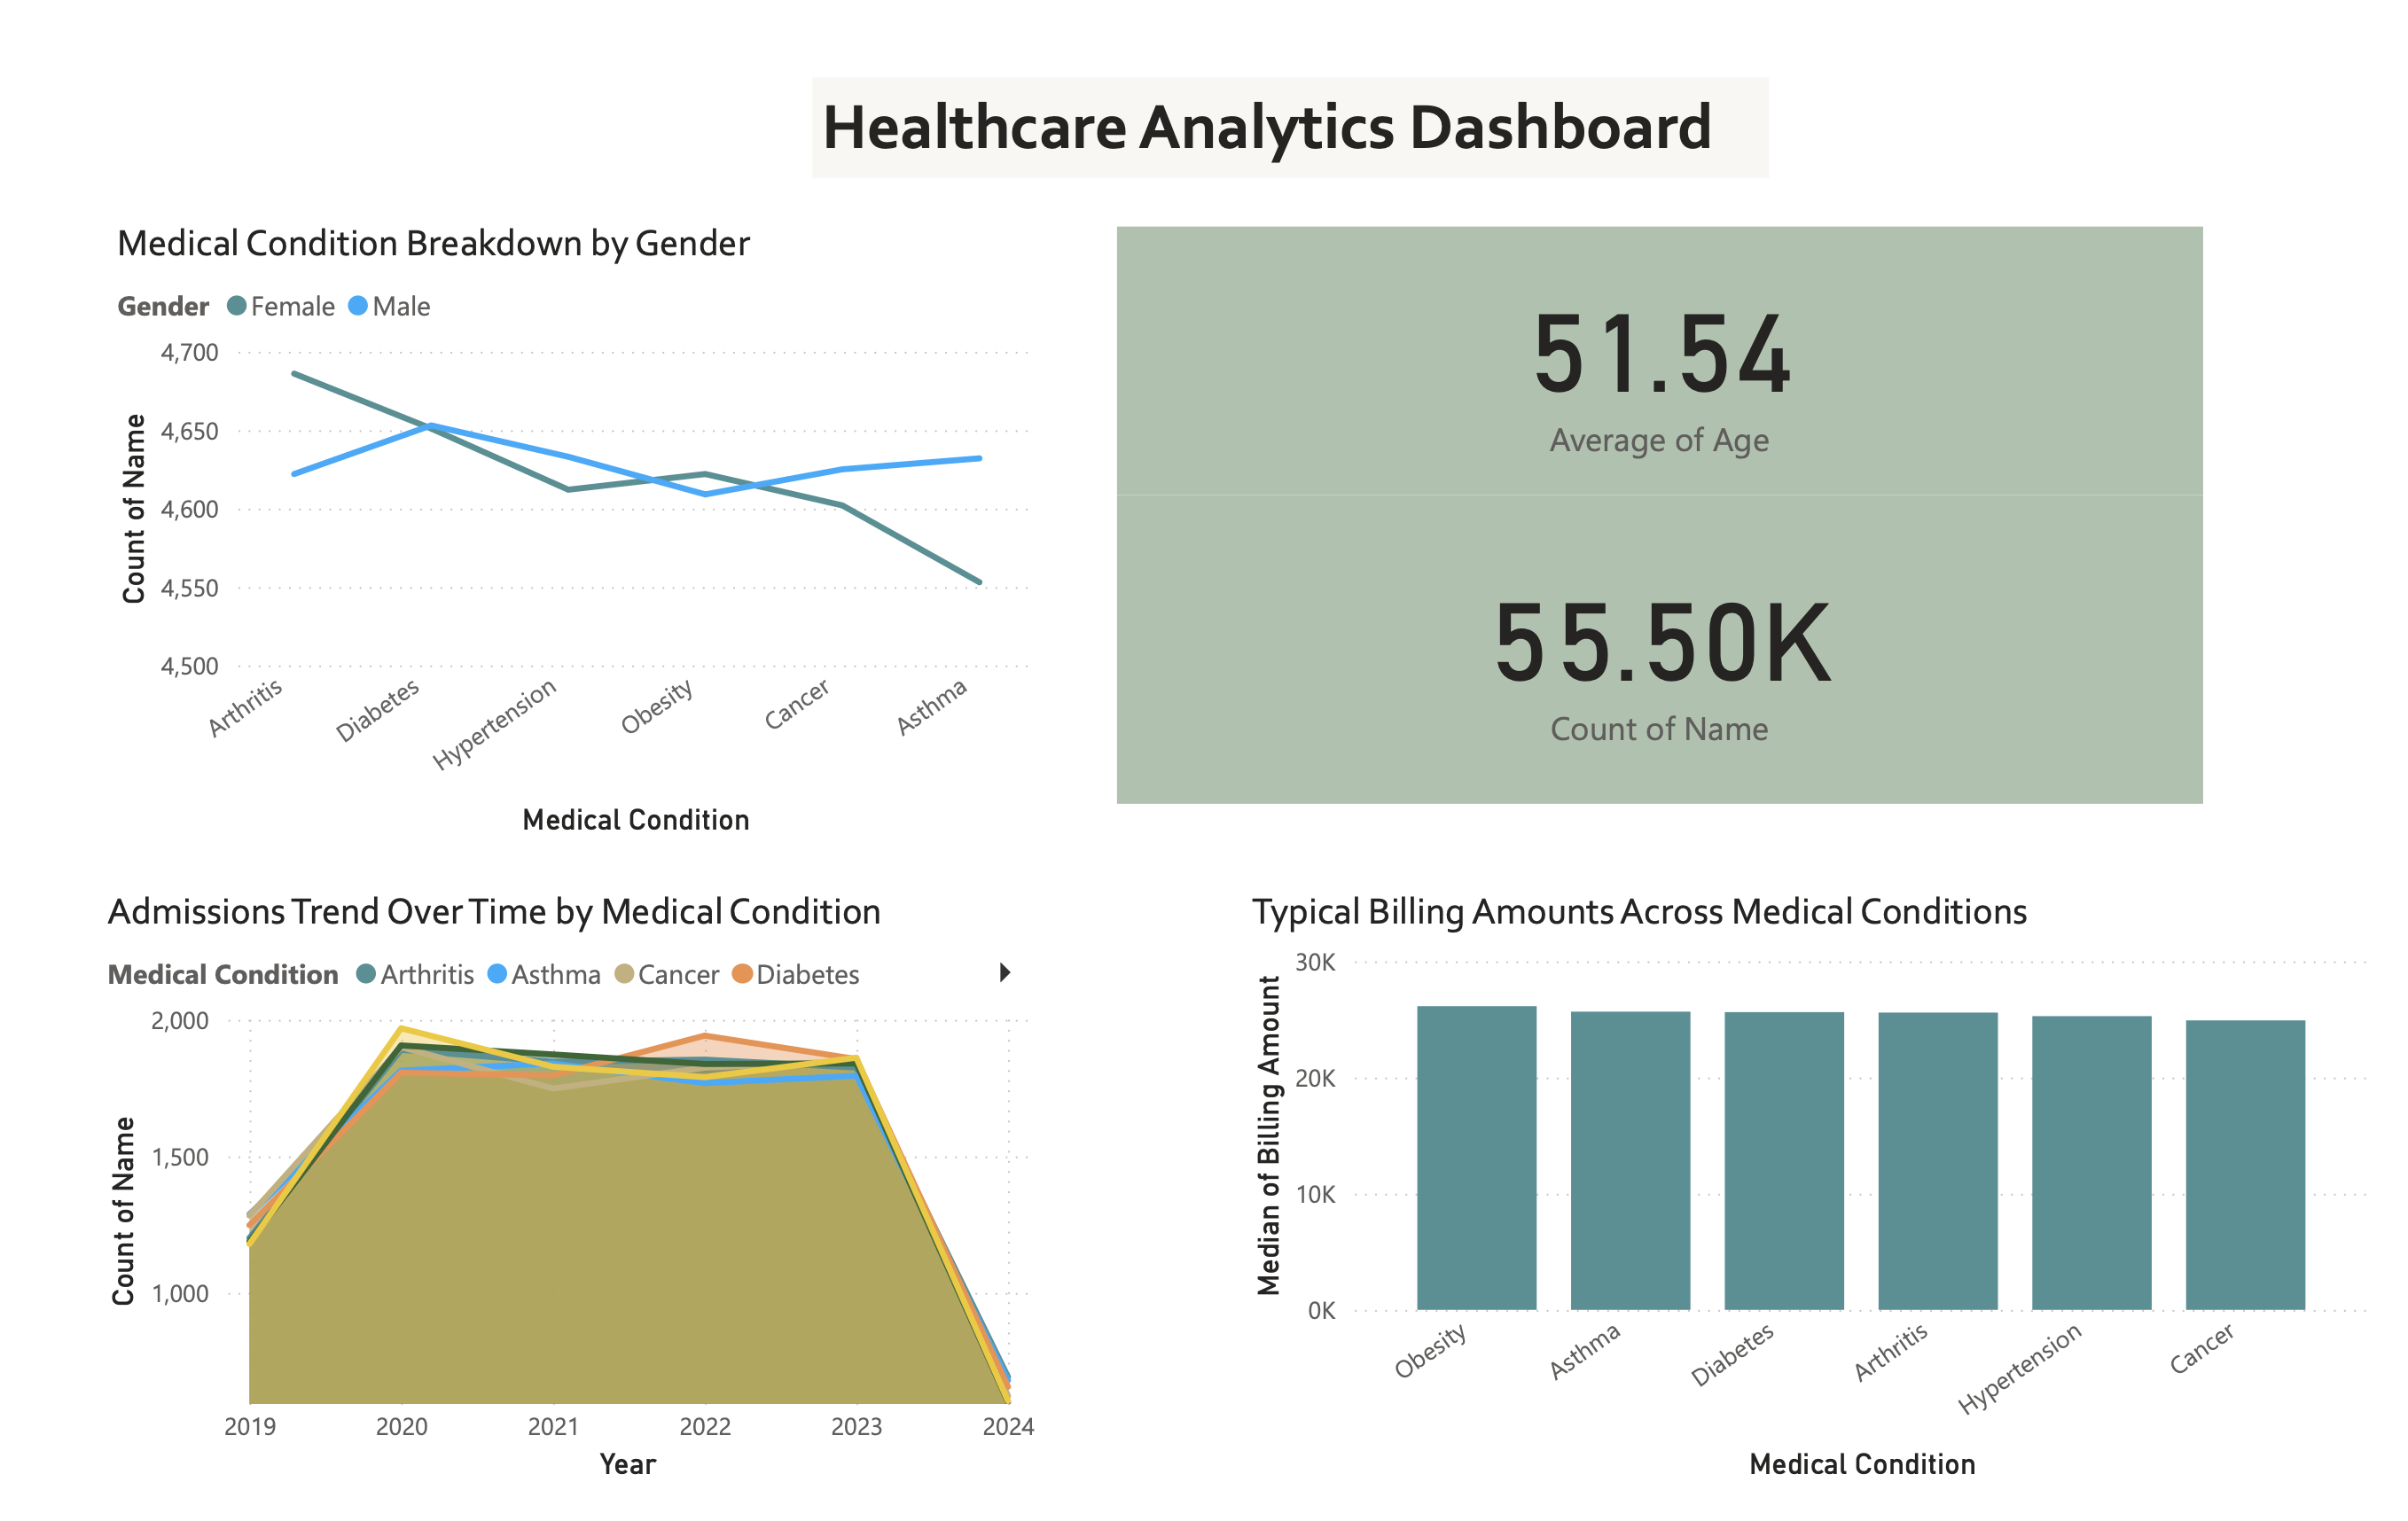 Healthcare Analytics Dashboard
Medical Condition Breakdown by Gender
Gender Female Male
4,700
4,650
4,600
4,550
4,500
Count of Name
Arthritis
Diabetes
Hypertension
Obesity
Cancer
Asthma
Medical Condition
51.54
Average of Age
55.50K
Count of Name
Admissions Trend Over Time by Medical Condition
Medical Condition Arthritis Asthma Cancer Diabetes
2,000
1,500
1,000
Count of Name
2019 2020 2021 2022 2023 2024
Year
Typical Billing Amounts Across Medical Conditions
30K
20K
10K
0K
Median of Billing Amount
Obesity
Asthma
Diabetes
Arthritis
Hypertension
Cancer
Medical Condition